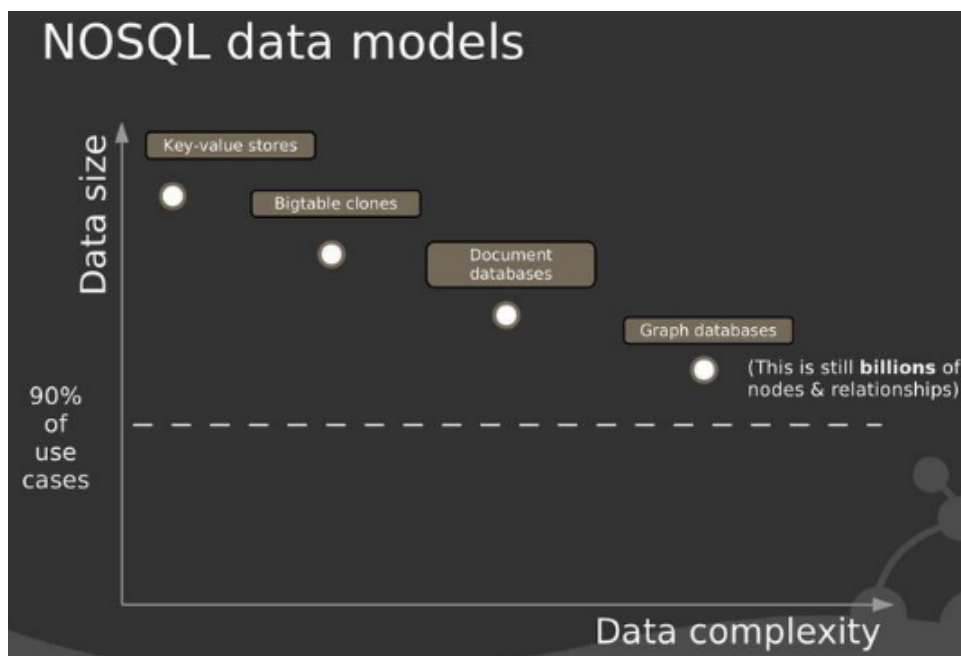 NOSQL data models
Data size
Key-value stores
Bigtable clones
Document
databases
Graph databases
(This is still billions of
nodes & relationships)
90%
of
use
cases
Data complexity